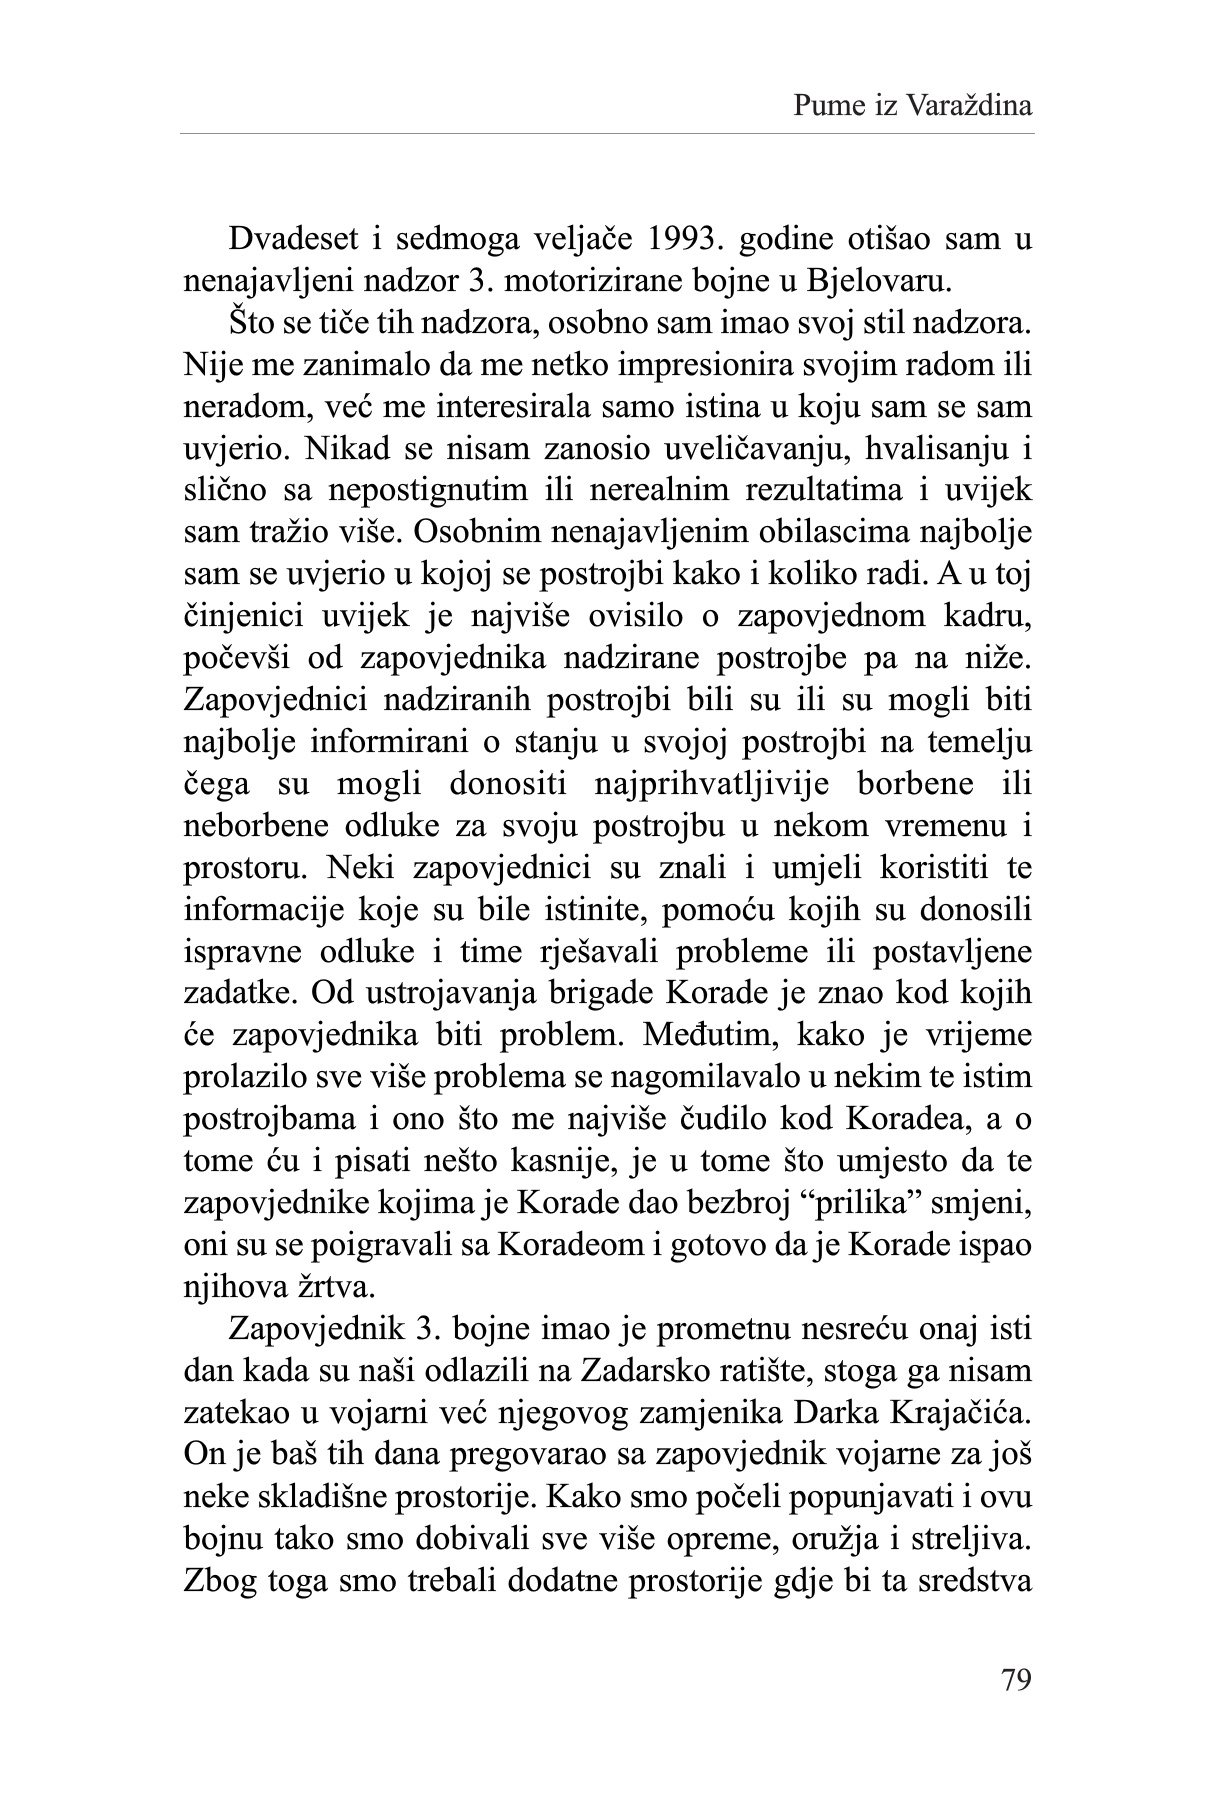 Pume iz Varaždina
Dvadeset i sedmoga veljače 1993. godine otišao sam u
nenajavljeni nadzor 3. motorizirane bojne u Bjelovaru.
Što se tiče tih nadzora, osobno sam imao svoj stil nadzora.
Nije me zanimalo da me netko impresionira svojim radom ili
neradom, već me interesirala samo istina u koju sam se sam
uvjerio. Nikad se nisam zanosio uveličavanju, hvalisanju i
slično sa nepostignutim ili nerealnim rezultatima i uvijek
sam tražio više. Osobnim nenajavljenim obilascima najbolje
sam se uvjerio u kojoj se postrojbi kako i koliko radi. A u toj
činjenici uvijek je najviše ovisilo o zapovjednom kadru,
počevši od zapovjednika nadzirane postrojbe pa na niže.
Zapovjednici nadziranih postrojbi bili su ili su mogli biti
najbolje informirani o stanju u svojoj postrojbi na temelju
čega su mogli donositi najprihvatljivije borbene ili
neborbene odluke za svoju postrojbu u nekom vremenu i
prostoru. Neki zapovjednici su znali i umjeli koristiti te
informacije koje su bile istinite, pomoću kojih su donosili
ispravne odluke i time rješavali probleme ili postavljene
zadatke. Od ustrojavanja brigade Korade je znao kod kojih
će zapovjednika biti problem. Međutim, kako je vrijeme
prolazilo sve više problema se nagomilavalo u nekim te istim
postrojbama i ono što me najviše čudilo kod Koradea, a o
tome ću i pisati nešto kasnije, je u tome što umjesto da te
zapovjednike kojima je Korade dao bezbroj “prilika” smjeni,
oni su se poigravali sa Koradeom i gotovo da je Korade ispao
njihova žrtva.
Zapovjednik 3. bojne imao je prometnu nesreću onaj isti
dan kada su naši odlazili na Zadarsko ratište, stoga ga nisam
zatekao u vojarni već njegovog zamjenika Darka Krajačića.
On je baš tih dana pregovarao sa zapovjednik vojarne za još
neke skladišne prostorije. Kako smo počeli popunjavati i ovu
bojnu tako smo dobivali sve više opreme, oružja i streljiva.
Zbog toga smo trebali dodatne prostorije gdje bi ta sredstva
79